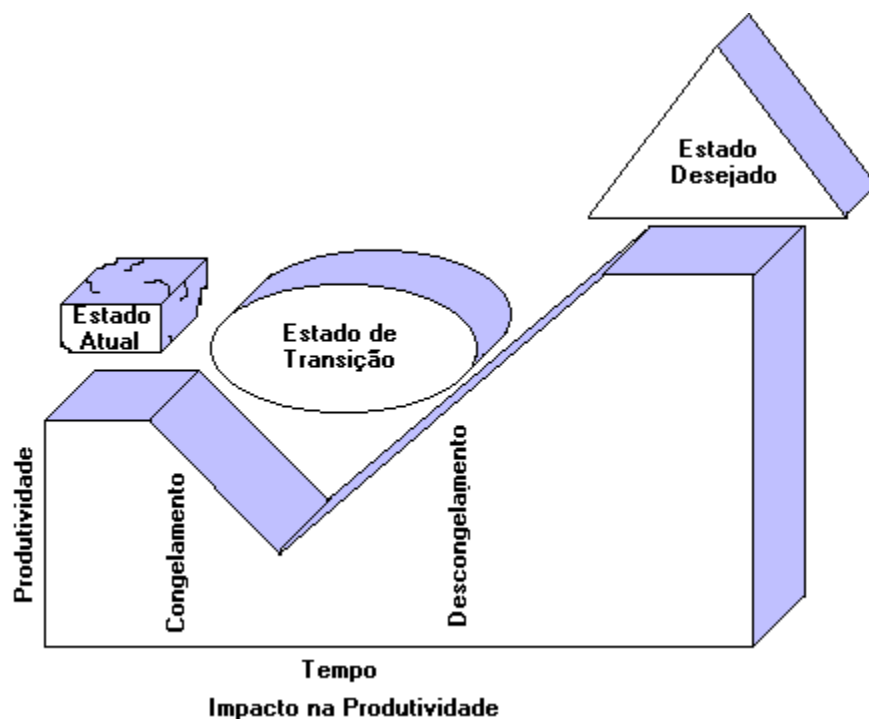 Estado
Desejado
Estado
Atual
Estado de
Transição
Produtividade
Congelamento
Descongelamento
Tempo
Impacto na Produtividade